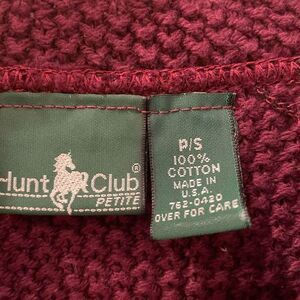 Hunt Club®
PETITE
P/S
100%
COTTON
MADE IN
U.S.A.
762-0420
OVER FOR CARE